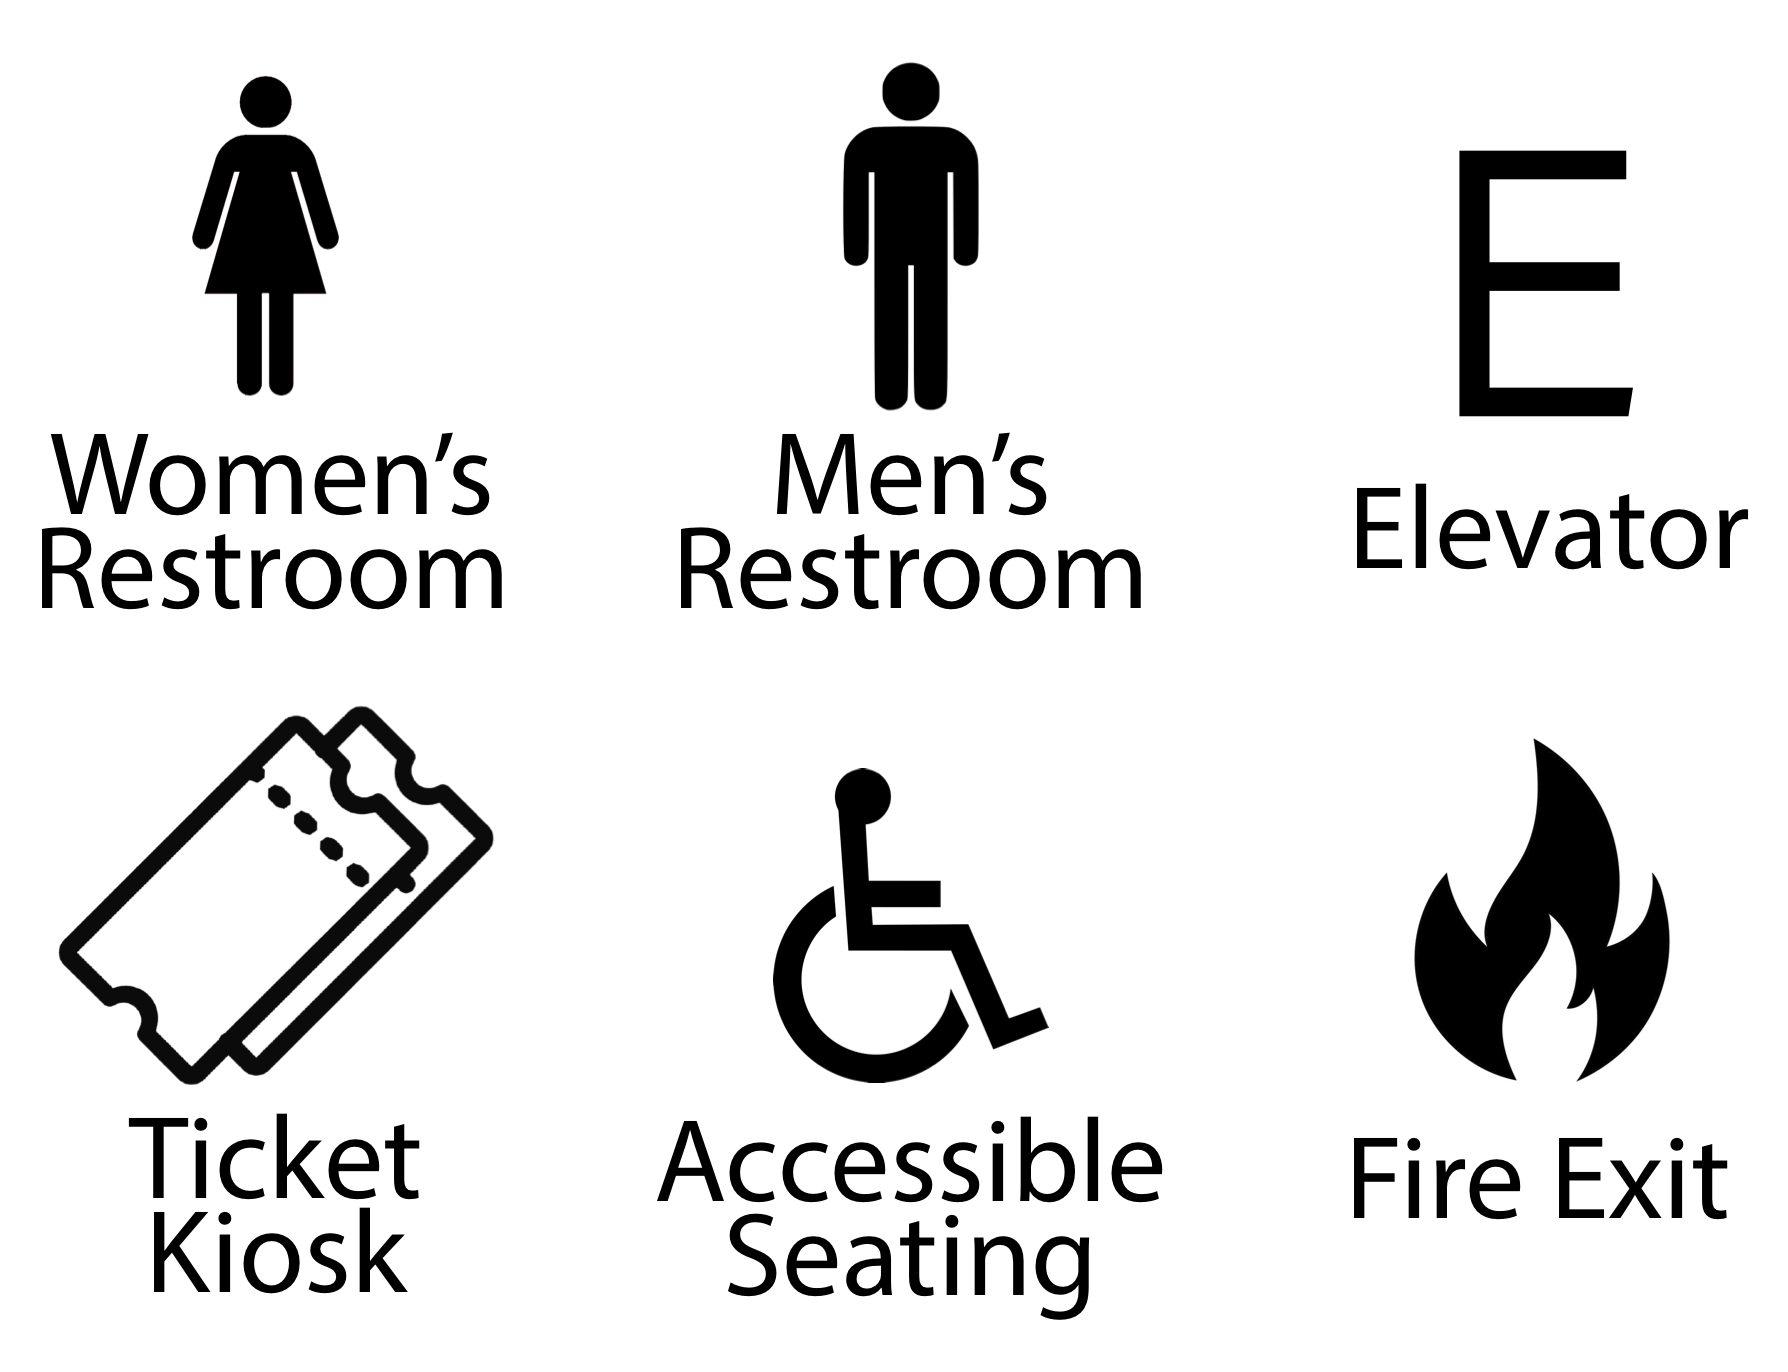 Women’s
Restroom
Men’s
Restroom
E
Elevator
Ticket
Kiosk
Accessible
Seating
Fire Exit